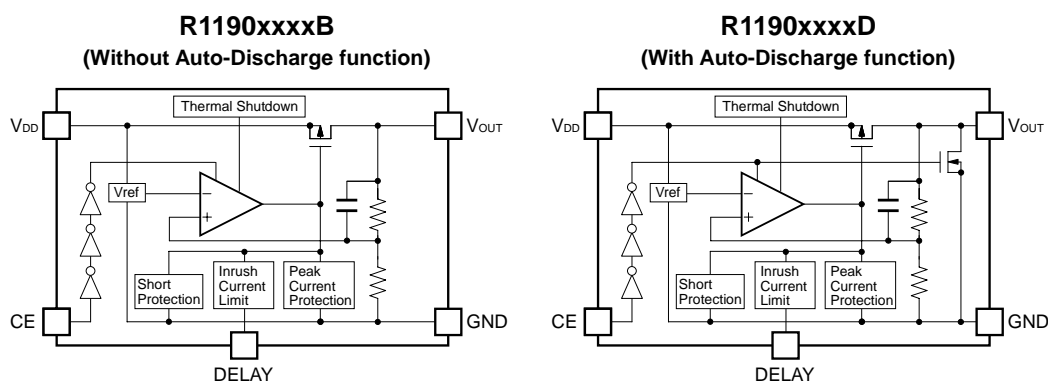 R1190xxxxB
(Without Auto-Discharge function)
Thermal Shutdown
VDD
VOUT
Vref
−
+
Short
Protection
Inrush
Current
Limit
Peak
Current
Protection
CE
GND
DELAY
R1190xxxxD
(With Auto-Discharge function)
Thermal Shutdown
VDD
VOUT
Vref
−
+
Short
Protection
Inrush
Current
Limit
Peak
Current
Protection
CE
GND
DELAY